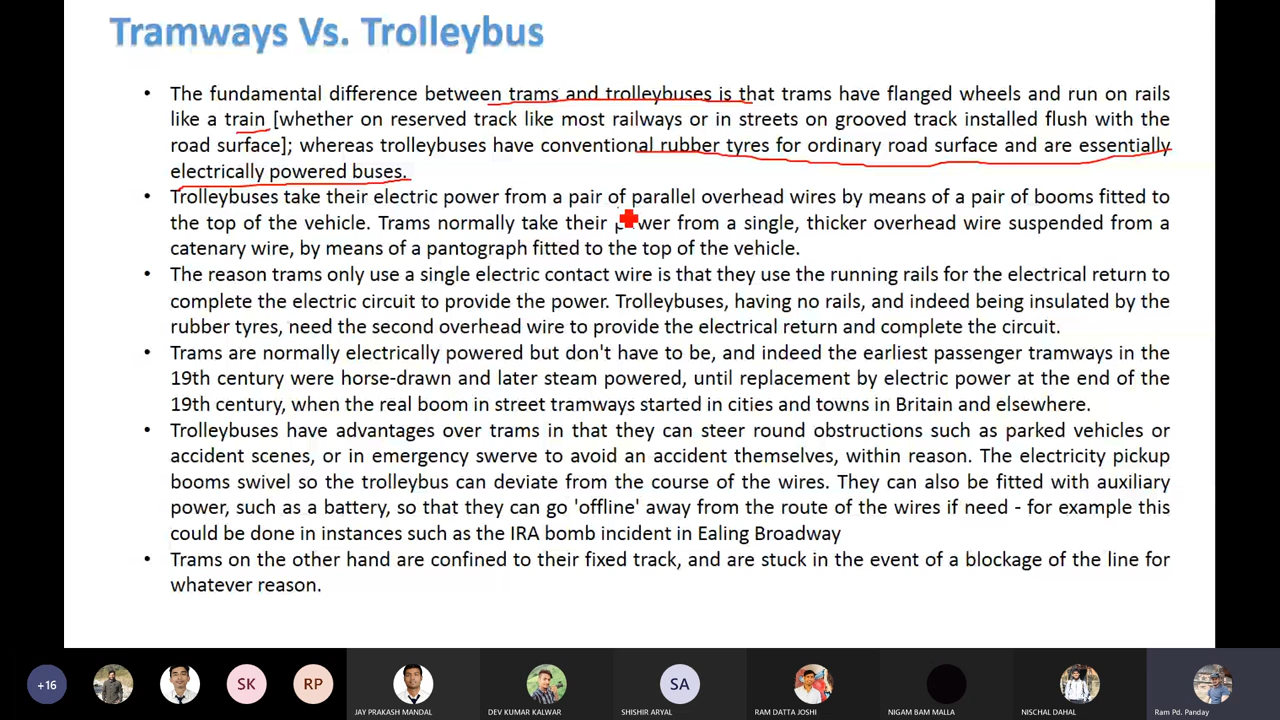 Tramways Vs. Trolleybus
• The fundamental difference between trams and trolleybuses is that trams have flanged wheels and run on rails
like a train [whether on reserved track like most railways or in streets on grooved track installed flush with the
road surface]; whereas trolleybuses have conventional rubber tyres for ordinary road surface and are essentially
electrically powered buses.
• Trolleybuses take their electric power from a pair of parallel overhead wires by means of a pair of booms fitted to
the top of the vehicle. Trams normally take their power from a single, thicker overhead wire suspended from a
catenary wire, by means of a pantograph fitted to the top of the vehicle.
• The reason trams only use a single electric contact wire is that they use the running rails for the electrical return to
complete the electric circuit to provide the power. Trolleybuses, having no rails, and indeed being insulated by the
rubber tyres, need the second overhead wire to provide the electrical return and complete the circuit.
• Trams are normally electrically powered but don't have to be, and indeed the earliest passenger tramways in the
19th century were horse-drawn and later steam powered, until replacement by electric power at the end of the
19th century, when the real boom in street tramways started in cities and towns in Britain and elsewhere.
• Trolleybuses have advantages over trams in that they can steer round obstructions such as parked vehicles or
accident scenes, or in emergency swerve to avoid an accident themselves, within reason. The electricity pickup
booms swivel so the trolleybus can deviate from the course of the wires. They can also be fitted with auxiliary
power, such as a battery, so that they can go 'offline' away from the route of the wires if need - for example this
could be done in instances such as the IRA bomb incident in Ealing Broadway
• Trams on the other hand are confined to their fixed track, and are stuck in the event of a blockage of the line for
whatever reason.
+16 SK RP SA
JAY PRAKASH MANDAL DEV KUMAR KALWAR SHISHIR ARYAL RAM DATTA JOSHI NIGAM BAM MALLA NISCHAL DAHAL Ram Pd. Panday